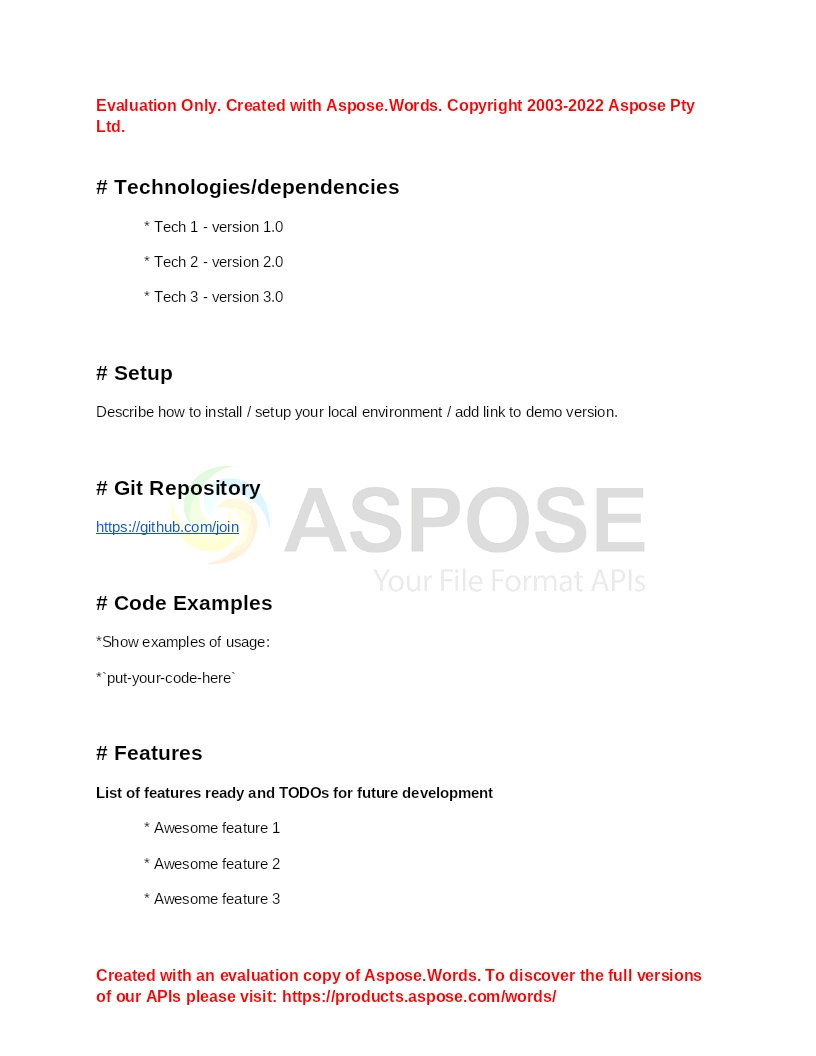 Evaluation Only. Created with Aspose.Words. Copyright 2003-2022 Aspose Pty
Ltd.
# Technologies/dependencies
* Tech 1 - version 1.0
* Tech 2 - version 2.0
* Tech 3 - version 3.0
# Setup
Describe how to install / setup your local environment / add link to demo version.
# Git Repository
ASPOSE
https://github.com/join
Your File Format APIs
# Code Examples
*Show examples of usage:
*`put-your-code-here`
# Features
List of features ready and TODOs for future development
* Awesome feature 1
* Awesome feature 2
* Awesome feature 3
Created with an evaluation copy of Aspose.Words. To discover the full versions
of our APIs please visit: https://products.aspose.com/words/